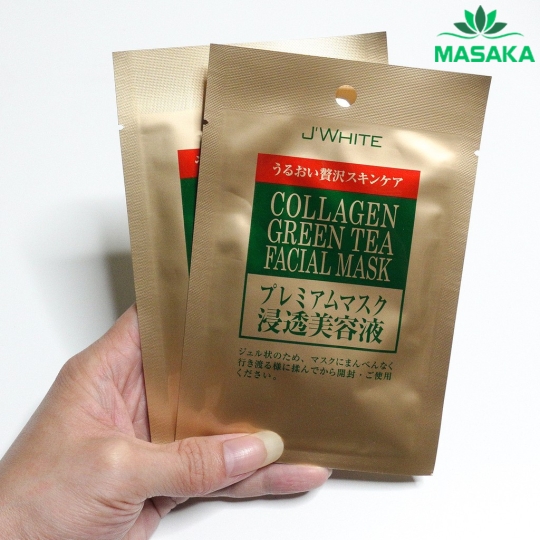 MASAKA
J'WHITE
うるおい贅沢スキンケア
COLLAGEN
GREEN TEA
FACIAL MASK
プレミアムマスク
浸透美容液
ジェル状のため、マスクにまんべんなく
行き渡る様に揉んでから開封・ご使用
ください。